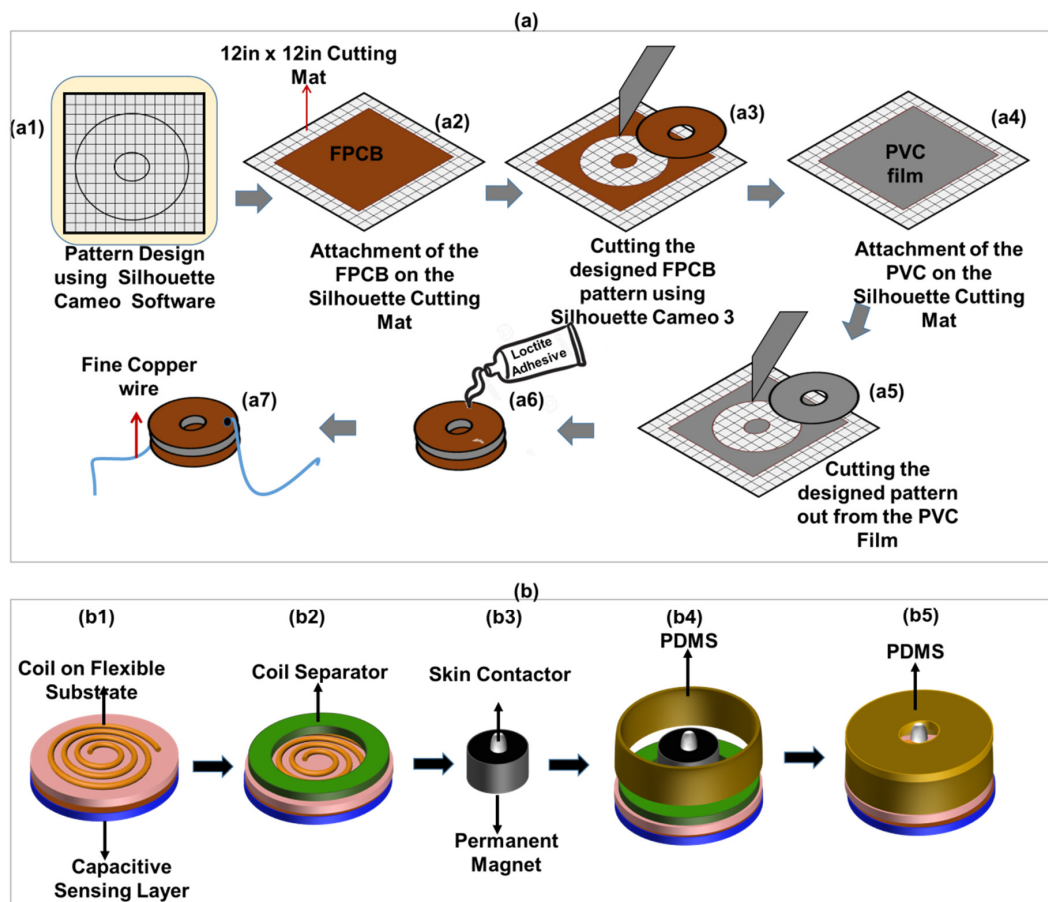 (a)
12in x 12in Cutting
Mat
(a1)
(a2)
(a3)
(a4)
FPCB
PVC
film
Pattern Design
using Silhouette
Cameo Software
Attachment of the
FPCB on the
Silhouette Cutting
Mat
Cutting the
designed FPCB
pattern using
Silhouette Cameo 3
Attachment of the
PVC on the
Silhouette Cutting
Mat
Fine Copper
wire
(a7)
Loctite
Adhesive
(a6)
(a5)
Cutting the
designed pattern
out from the PVC
Film
(b)
(b1)
(b2)
(b3)
(b4)
(b5)
Coil on Flexible
Substrate
Coil Separator
Skin Contactor
PDMS
PDMS
Capacitive
Sensing Layer
Permanent
Magnet